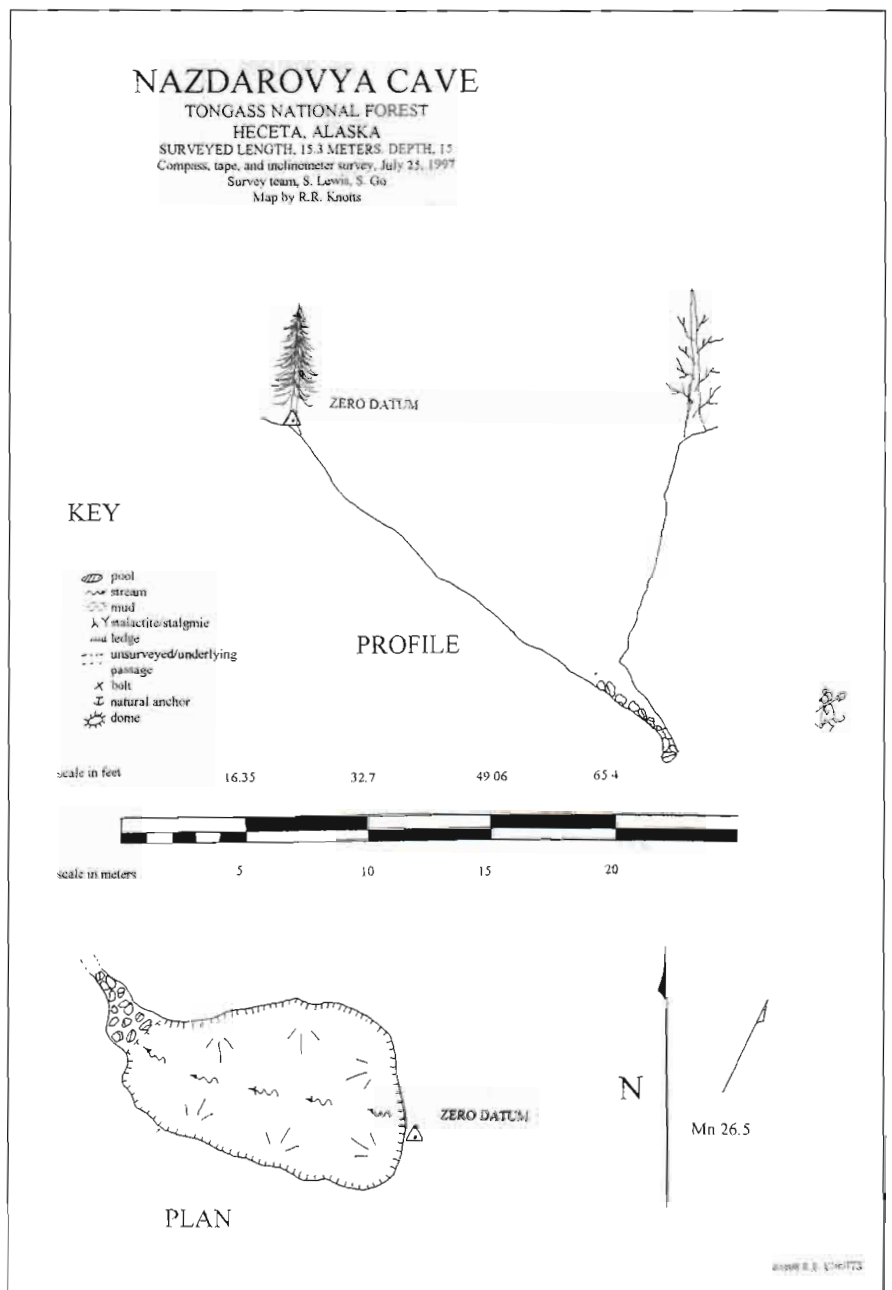 NAZDAROVYA CAVE
TONGASS NATIONAL FOREST
HECETA, ALASKA
SURVEYED LENGTH, 15.3 METERS. DEPTH, 15
Compass, tape, and inclinometer survey, July 25, 1997
Survey team, S. Lewis, S. Go
Map by R.R. Knotts
ZERO DATUM
KEY
pool
stream
mud
stalactite/stalgmie
ledge
unsurveyed/underlying
passage
bolt
natural anchor
dome
PROFILE
scale in feet 16.35 32.7 49.06 65.4
scale in meters 5 10 15 20
ZERO DATUM
N
Mn 26.5
PLAN